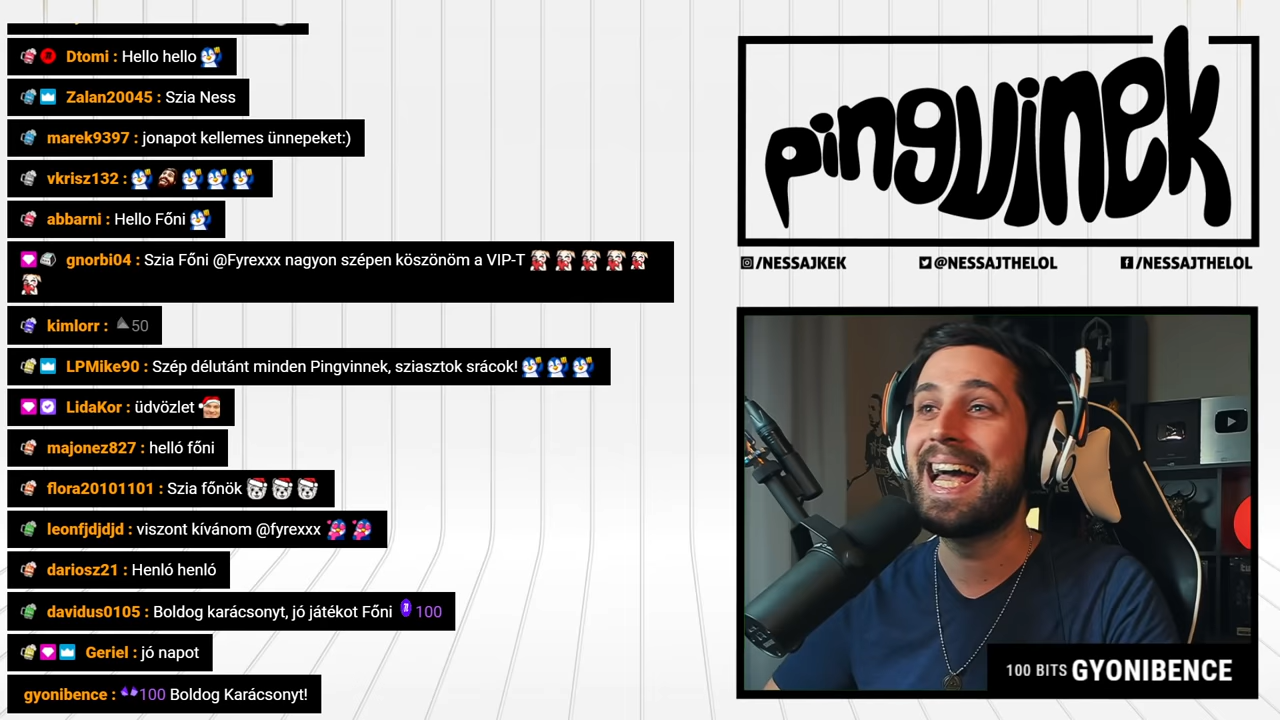 Dtomi : Hello hello
Zalan20045 : Szia Ness
marek9397 : jonapot kellemes ünnepeket:)
vkrisz132 :
abbarni : Hello Főni
gnorbi04 : Szia Főni @Fyrexxx nagyon szépen köszönöm a VIP-T
kimlorr : 50
LPMike90 : Szép délutánt minden Pingvinnek, sziasztok srácok!
LidaKor : üdvözlet
majonez827 : helló főni
flora20101101 : Szia főnök
leonfjdjdjd : viszont kívánom @fyrexxx
dariosz21 : Henló henló
davidus0105 : Boldog karácsonyt, jó játékot Főni 100
Geriel : jó napot
gyonibence : 100 Boldog Karácsonyt!
pingvinek
/NESSAJKEK @NESSAJTHELOL /NESSAJTHELOL
100 BITS GYONIBENCE